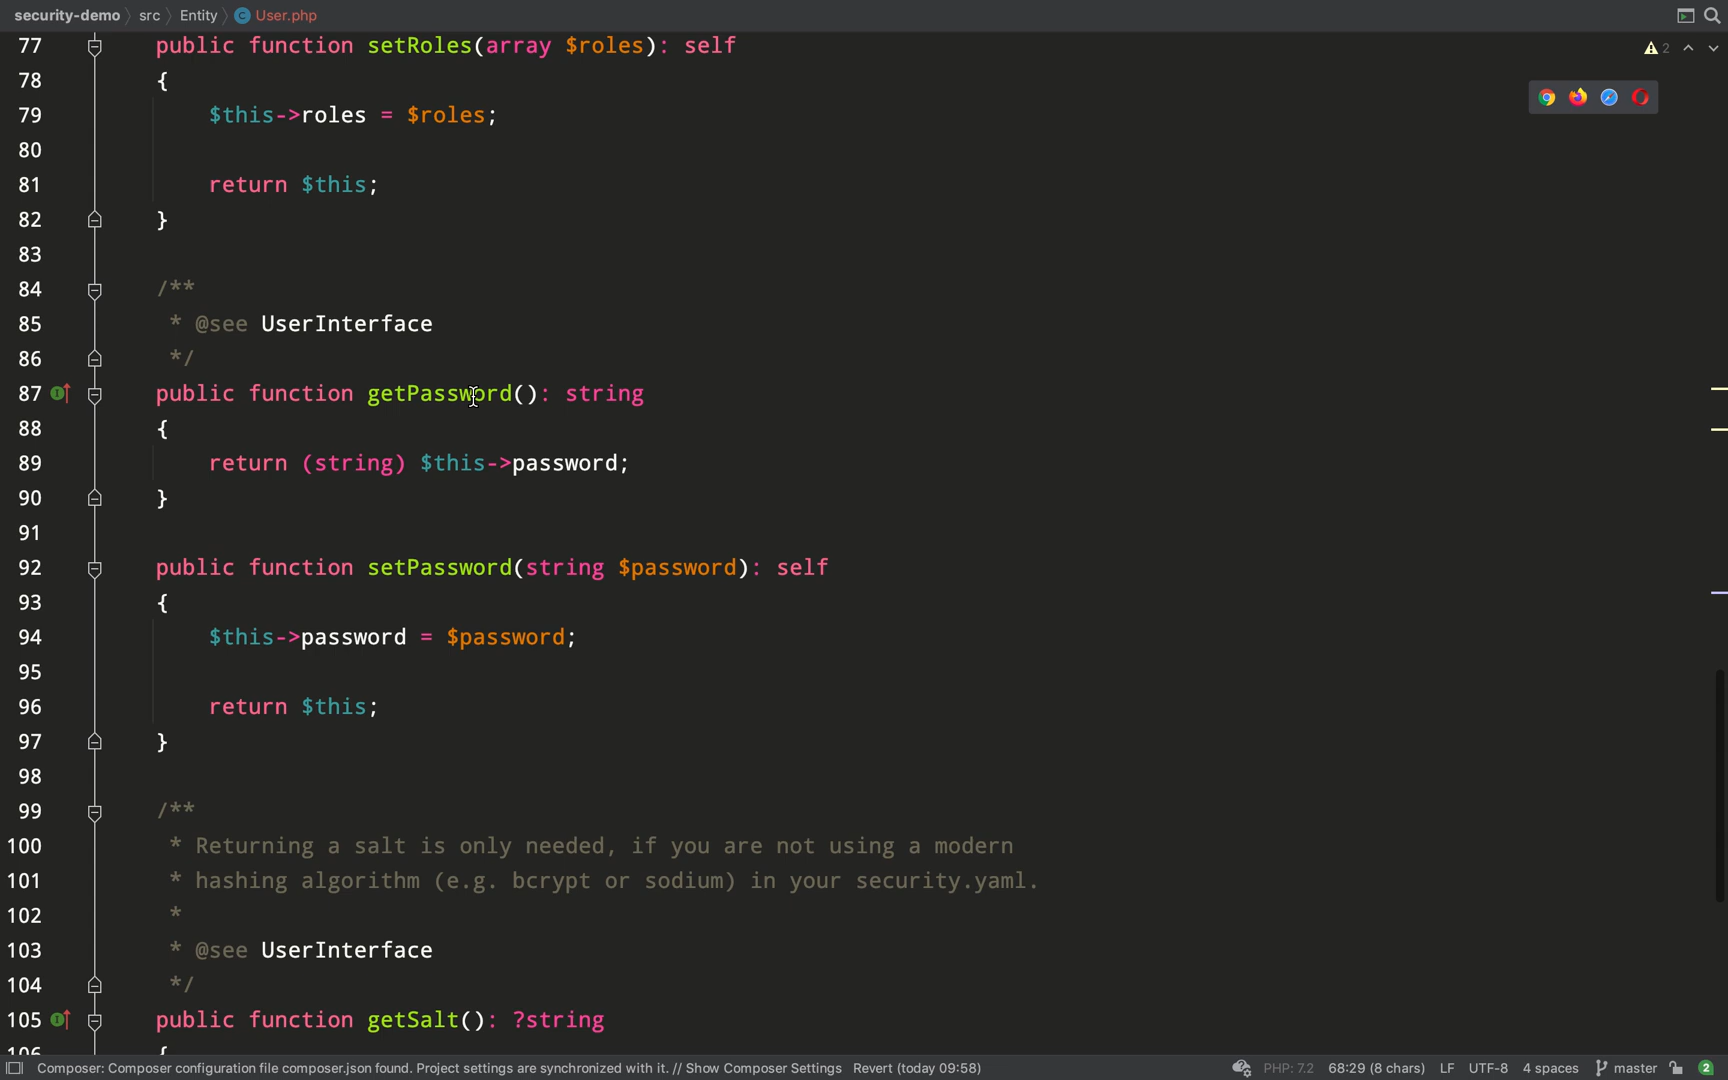 security-demo src Entity User.php
77 public function setRoles(array $roles): self
2
78 {
79 $this->roles = $roles;
80
81 return $this;
82 }
83
84 /**
85 * @see UserInterface
86 */
87 public function getPassword(): string
88 {
89 return (string) $this->password;
90 }
91
92 public function setPassword(string $password): self
93 {
94 $this->password = $password;
95
96 return $this;
97 }
98
99 /**
100 * Returning a salt is only needed, if you are not using a modern
101 * hashing algorithm (e.g. bcrypt or sodium) in your security.yaml.
102 *
103 * @see UserInterface
104 */
105 public function getSalt(): ?string
106 {
Composer: Composer configuration file composer.json found. Project settings are synchronized with it. // Show Composer Settings Revert (today 09:58) PHP: 7.2 68:29 (8 chars) LF UTF-8 4 spaces master 2